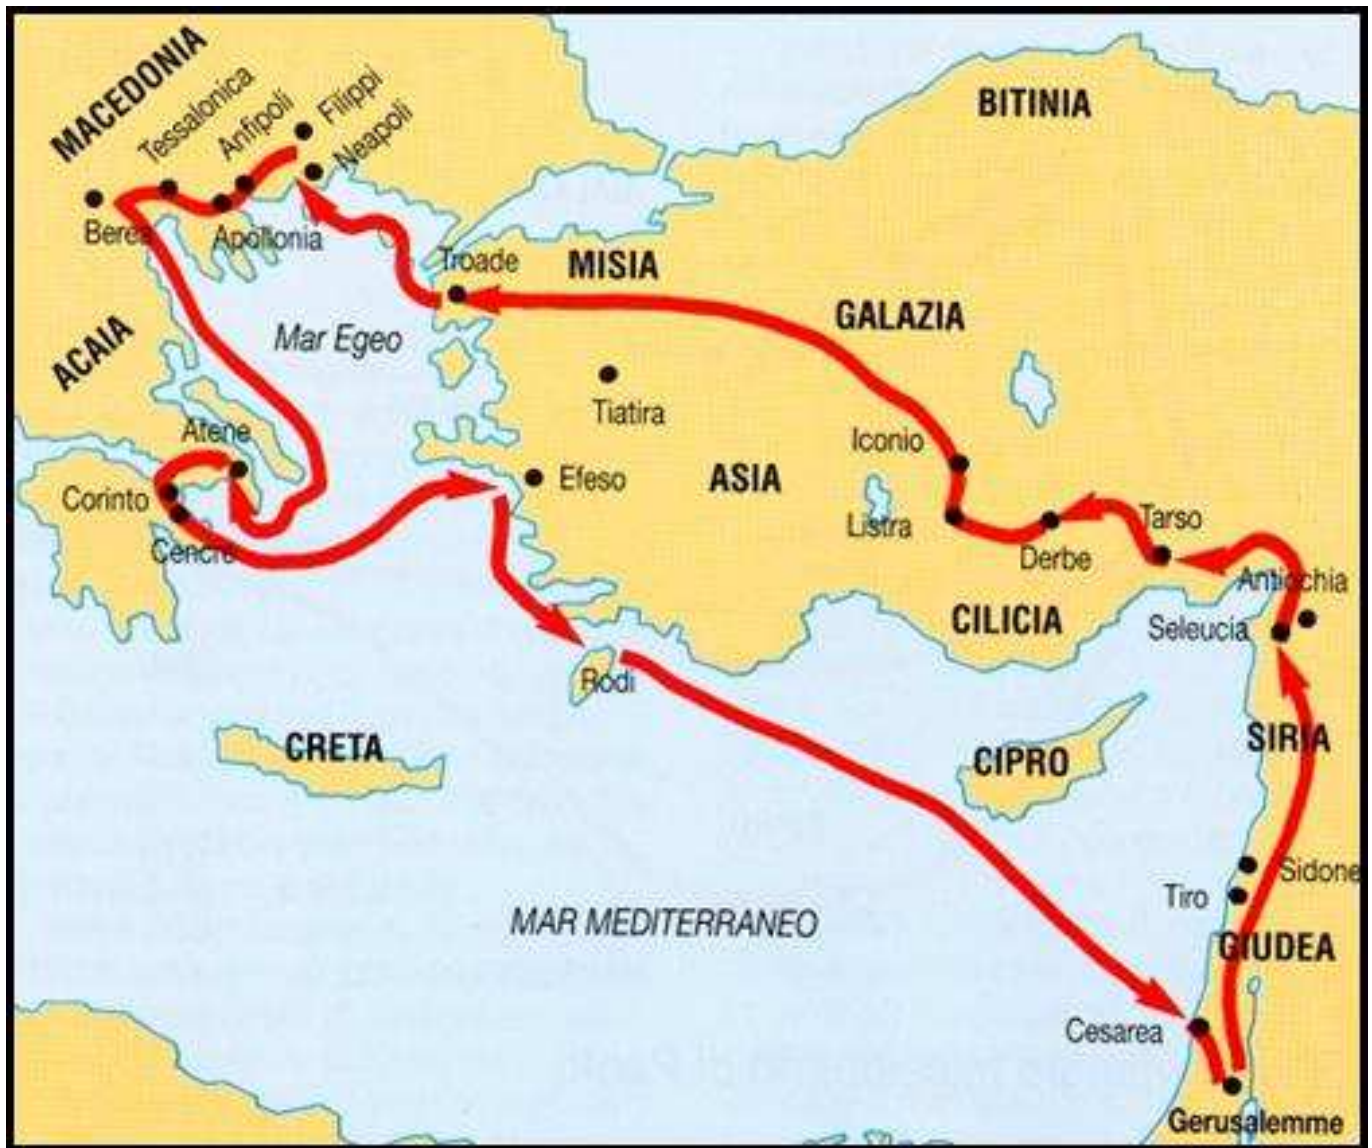 MACEDONIA
Tessalonica
Anfipoli
Filippi
Neapoli
BITINIA
Berea
Apollonia
Troade
MISIA
GALAZIA
Mar Egeo
ACAIA
Tiatira
Atene
Iconio
Efeso
ASIA
Corinto
Listra
Tarso
Cencre
Derbe
Antiochia
CILICIA
Seleucia
Rodi
CRETA
CIPRO
SIRIA
Sidone
Tiro
MAR MEDITERRANEO
GIUDEA
Cesarea
Gerusalemme